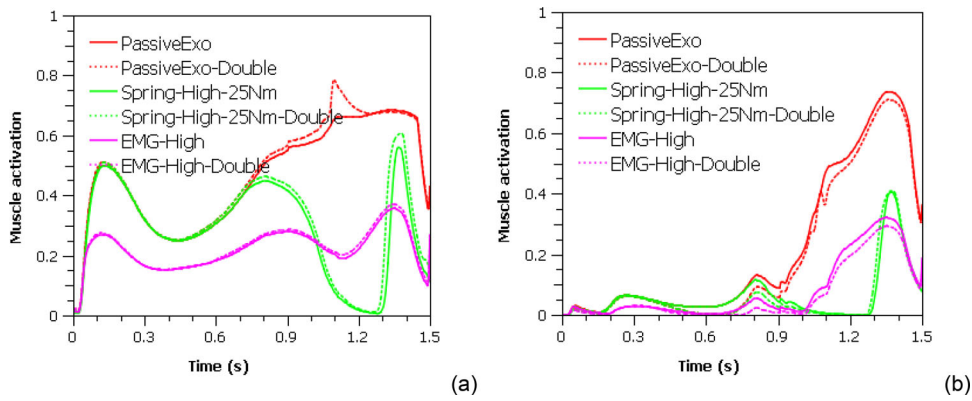 1
0.8
0.6
0.4
0.2
0
Muscle activation
PassiveExo
PassiveExo-Double
Spring-High-25Nm
Spring-High-25Nm-Double
EMG-High
EMG-High-Double
0 0.3 0.6 0.9 1.2 1.5
Time (s)
(a)
1
0.8
0.6
0.4
0.2
0
Muscle activation
PassiveExo
PassiveExo-Double
Spring-High-25Nm
Spring-High-25Nm-Double
EMG-High
EMG-High-Double
0 0.3 0.6 0.9 1.2 1.5
Time (s)
(b)